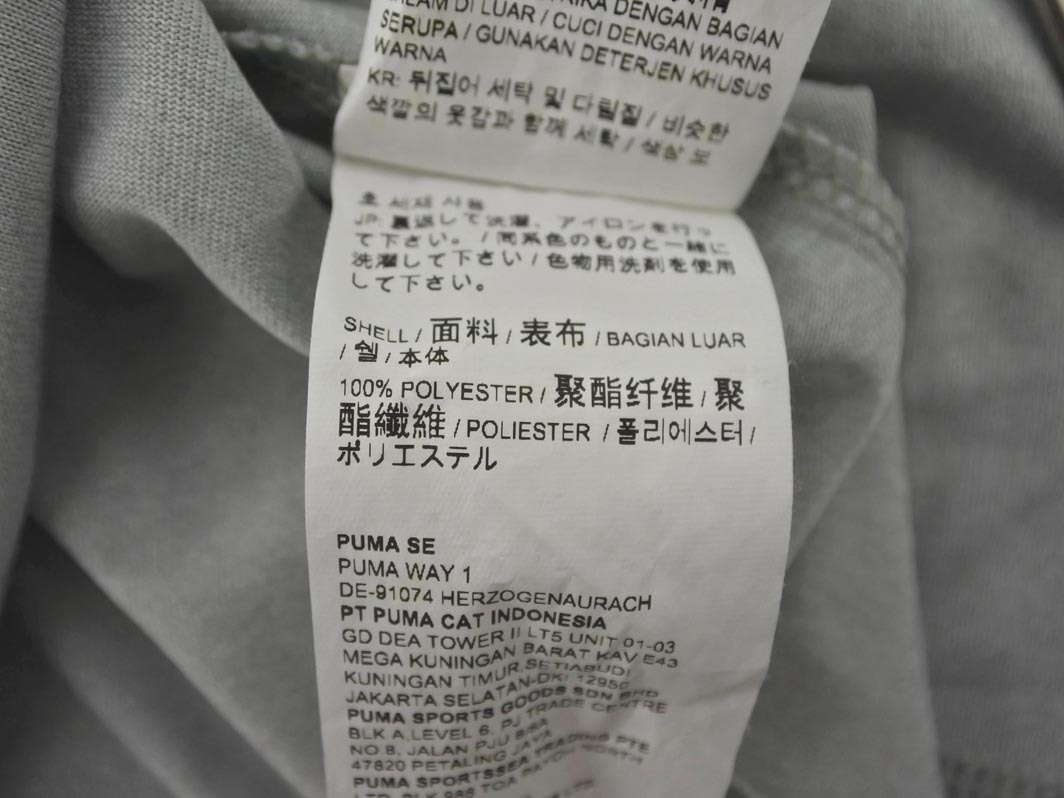 RIKA DENGAN BAGIAN
DALAM DI LUAR / CUCI DENGAN WARNA
SERUPA / GUNAKAN DETERJEN KHUSUS
WARNA
KR: 뒤집어 세탁 및 다림질 / 비슷한
색깔의 옷감과 함께 세탁 / 색상 보
호 세제 사용
JP: 裏返して洗濯、アイロンを行っ
て下さい。/ 同系色のものと一緒に
洗濯して下さい / 色物用洗剤を使用
して下さい。
SHELL / 面料 / 表布 / BAGIAN LUAR
/ 쉘 / 本体
100% POLYESTER / 聚酯纤维 / 聚
酯纖維 / POLIESTER / 폴리에스터 /
ポリエステル
PUMA SE
PUMA WAY 1
DE-91074 HERZOGENAURACH
PT PUMA CAT INDONESIA
GD DEA TOWER II LT5 UNIT 01-03
MEGA KUNINGAN BARAT KAV E43
KUNINGAN TIMUR,SETIABUDI
JAKARTA SELATAN-DKI 12950
PUMA SPORTS GOODS SDN BHD
BLK A,LEVEL 6, PJ TRADE CENTRE
NO 8, JALAN PJU 8/8A
47820 PETALING JAYA
PUMA SPORTSSEA TRADING PTE
LTD, BLK 988 TOA PAYOH NORTH